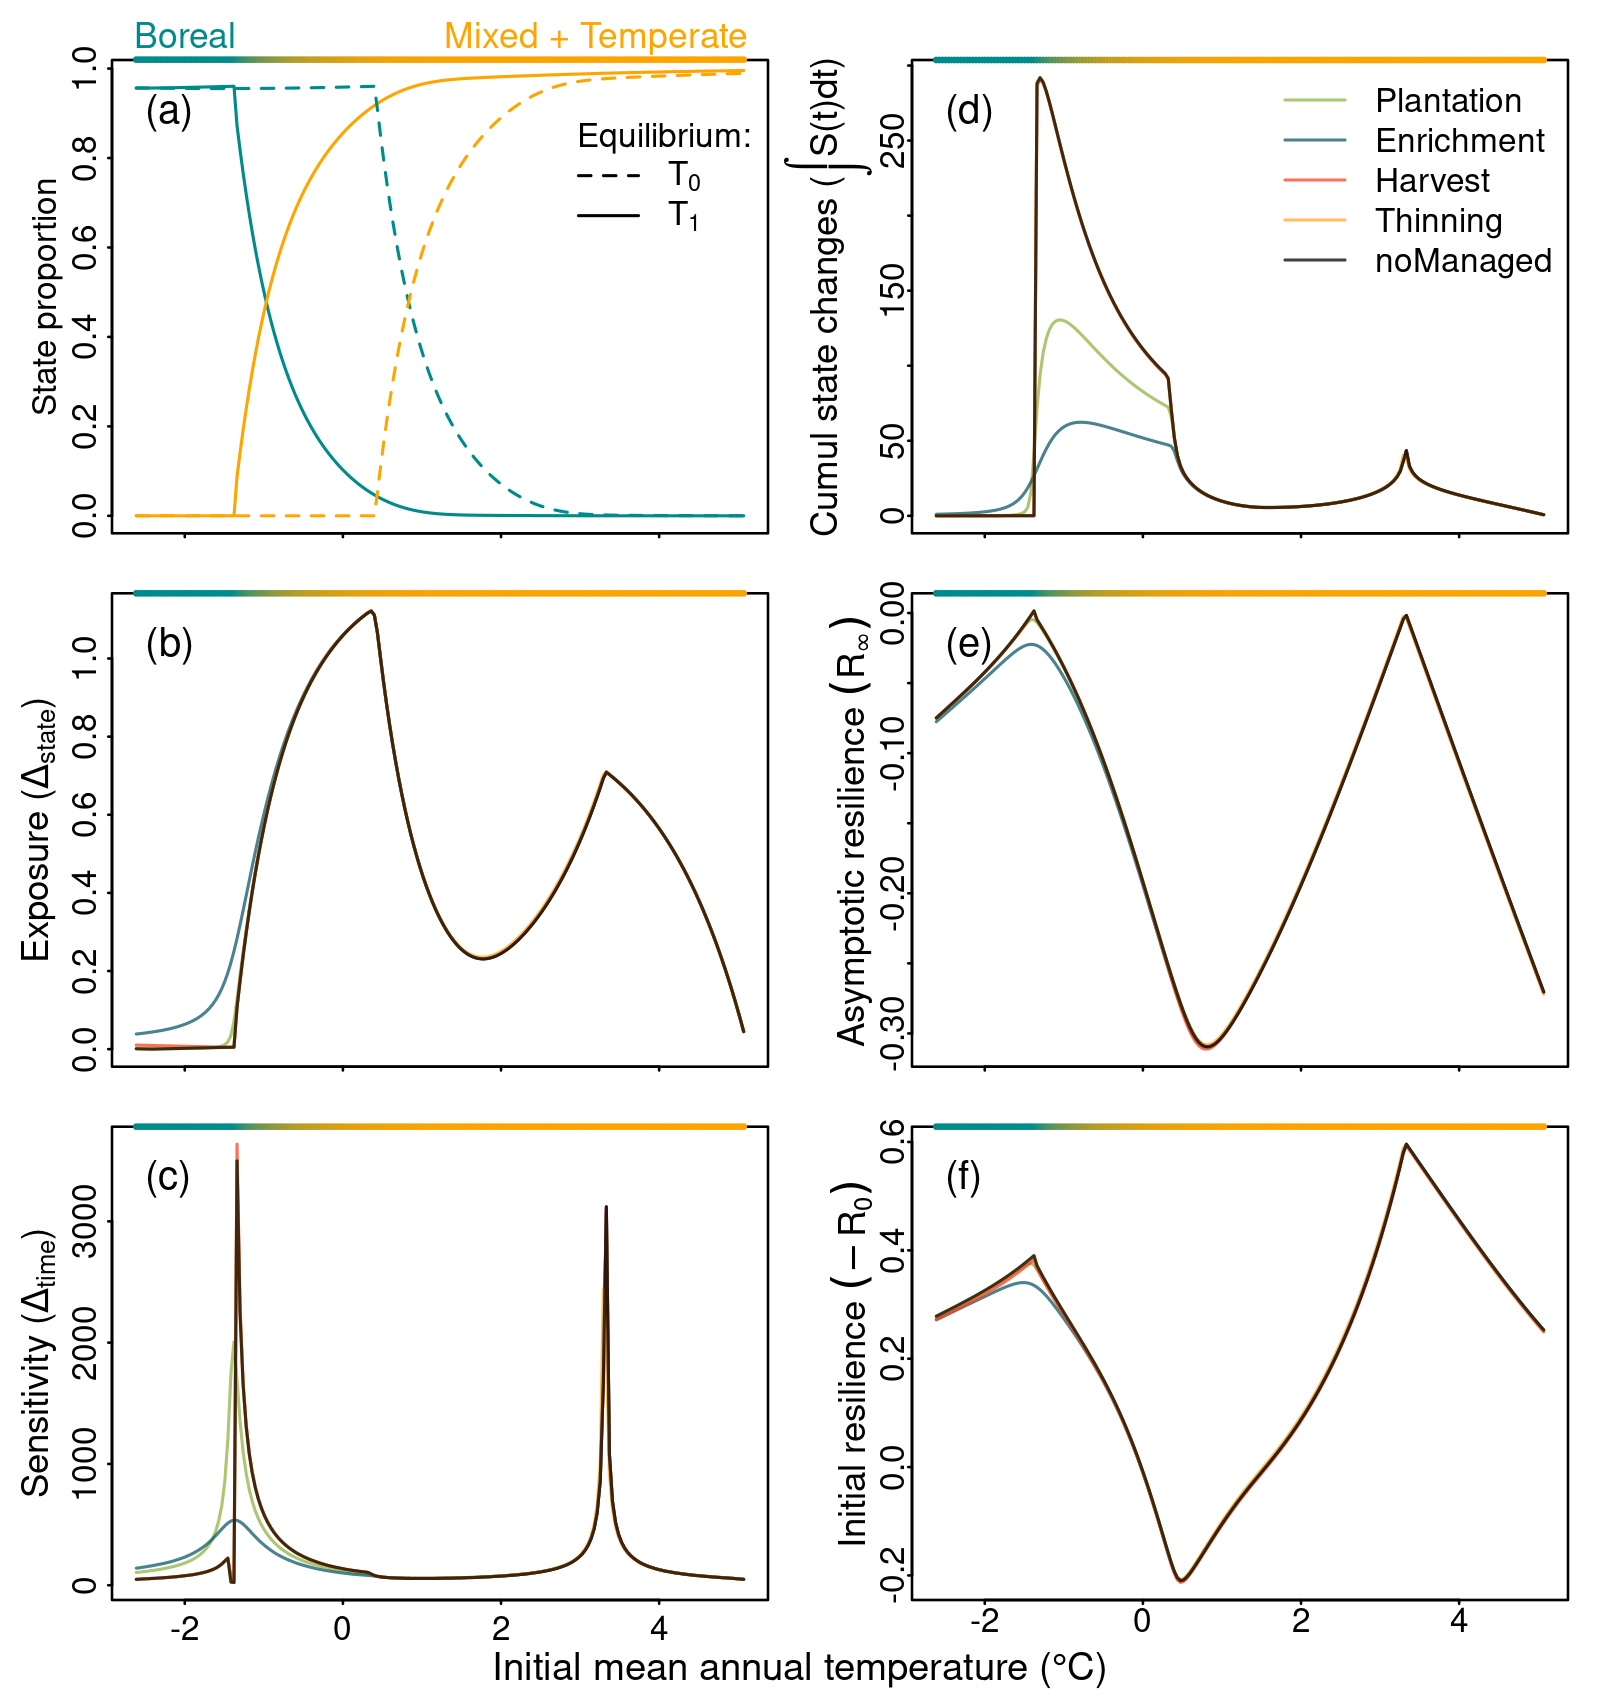 Boreal Mixed + Temperate
(a)
Equilibrium:
T0
T1
State proportion
0.0 0.2 0.4 0.6 0.8 1.0
(d)
Plantation
Enrichment
Harvest
Thinning
noManaged
Cumul state changes (∫S(t)dt)
0 50 150 250
(b)
Exposure (Δstate)
0.0 0.2 0.4 0.6 0.8 1.0
(e)
Asymptotic resilience (R∞)
-0.30 -0.20 -0.10 0.00
(c)
Sensitivity (Δtime)
0 1000 2000 3000
-2 0 2 4
(f)
Initial resilience (−R0)
-0.2 0.0 0.2 0.4 0.6
-2 0 2 4
Initial mean annual temperature (°C)